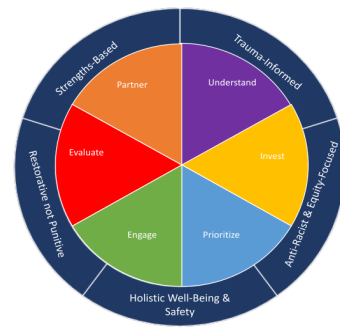 Strengths-Based
Trauma-Informed
Partner
Understand
Evaluate
Invest
Restorative not Punitive
Anti-Racist & Equity-Focused
Engage
Prioritize
Holistic Well-Being &
Safety